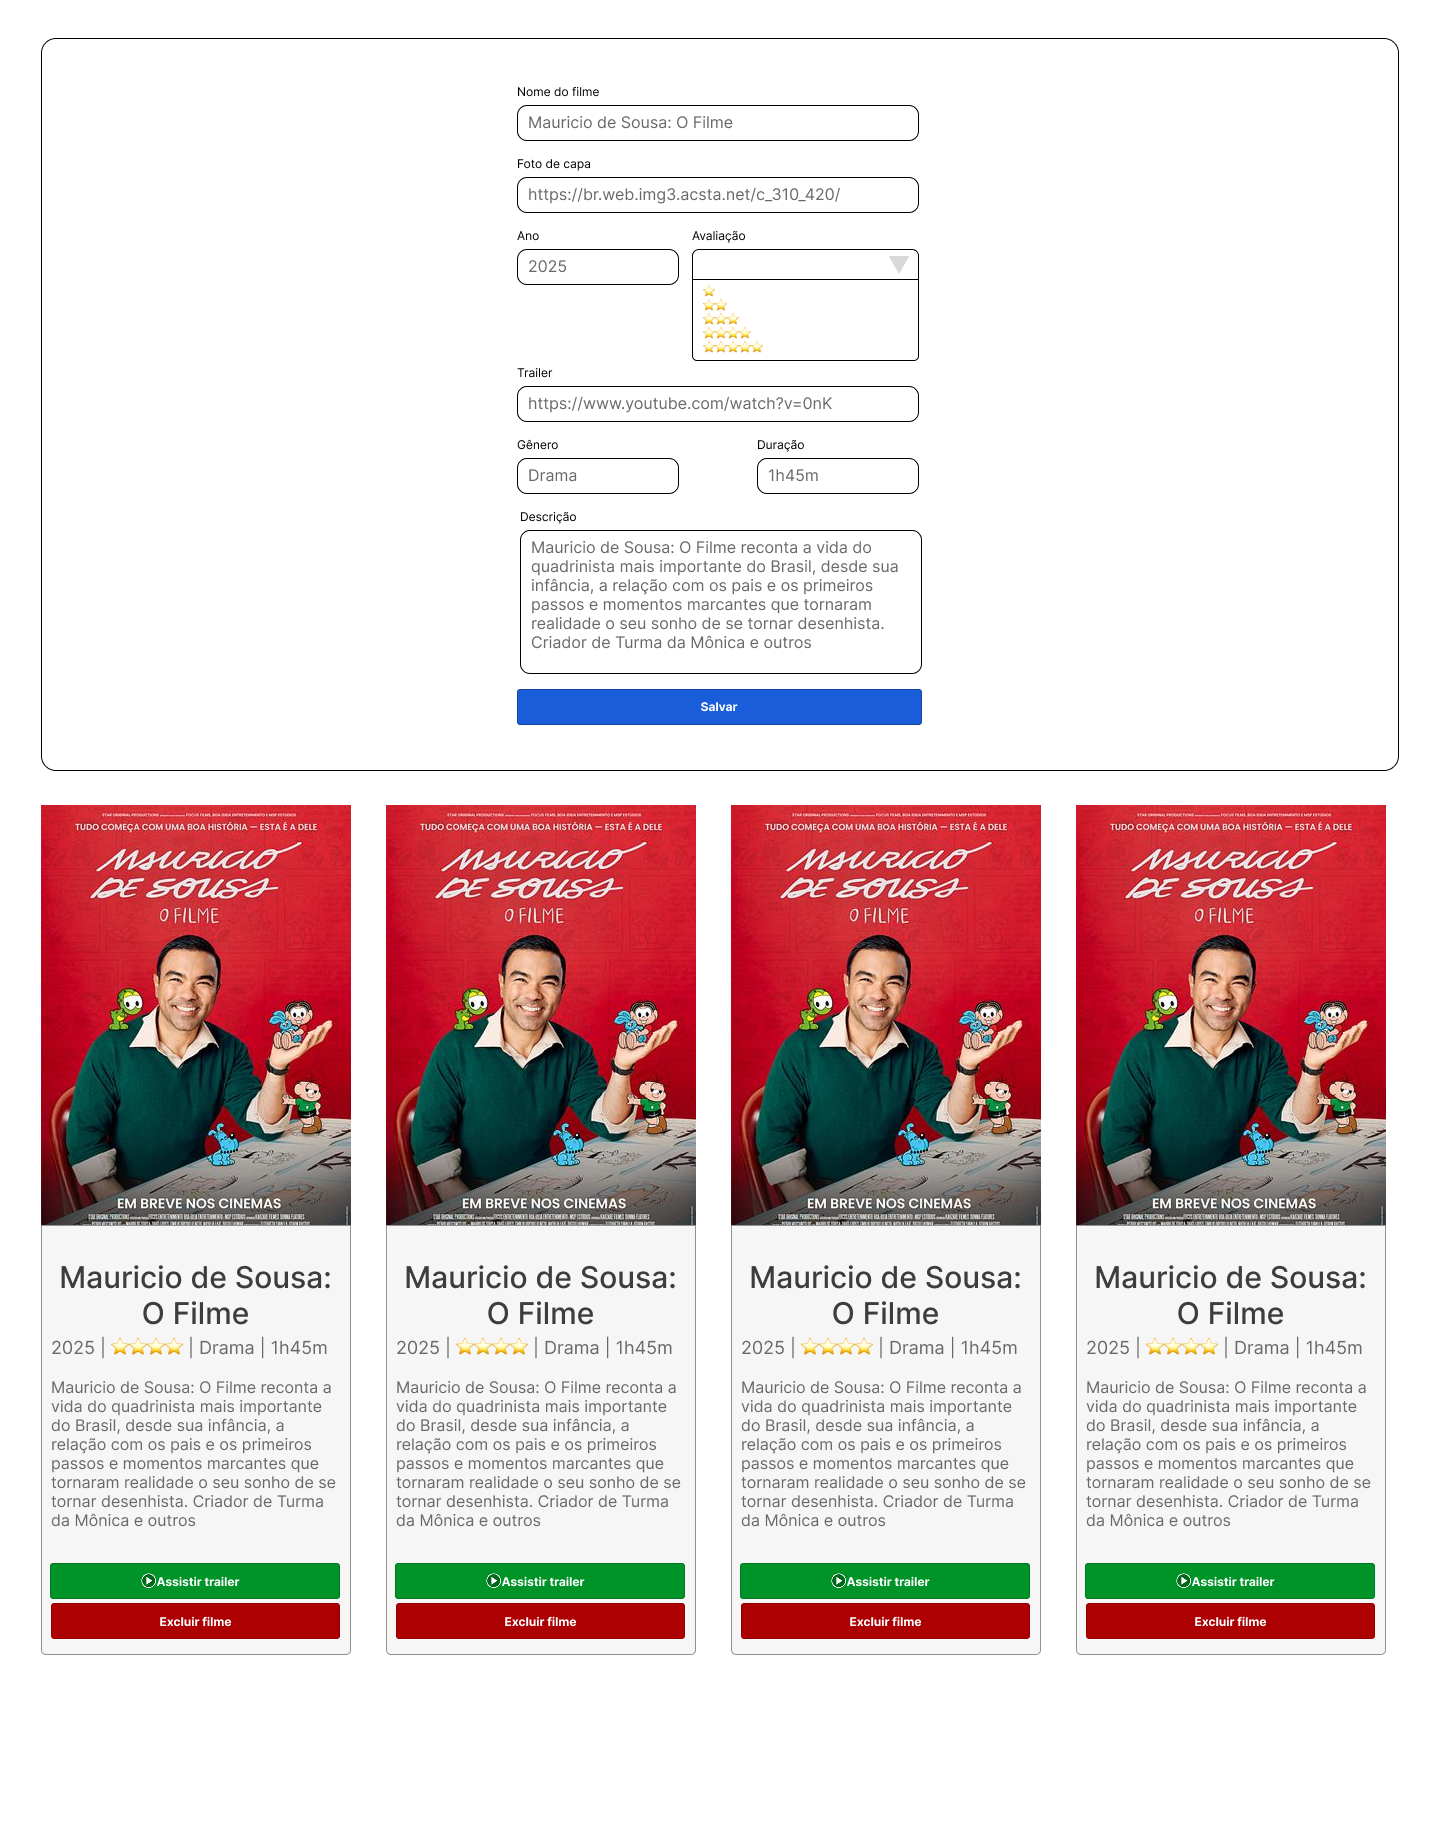 Nome do filme
Mauricio de Sousa: O Filme
Foto de capa
https://br.web.img3.acsta.net/c_310_420/
Ano
Avaliação
2025
Trailer
https://www.youtube.com/watch?v=0nK
Gênero
Duração
Drama
1h45m
Descrição
Mauricio de Sousa: O Filme reconta a vida do
quadrinista mais importante do Brasil, desde sua
infância, a relação com os pais e os primeiros
passos e momentos marcantes que tornaram
realidade o seu sonho de se tornar desenhista.
Criador de Turma da Mônica e outros
Salvar
TUDO COMEÇA COM UMA BOA HISTÓRIA — ESTA É A DELE
MAURICIO
DE SOUSA
O FILME
EM BREVE NOS CINEMAS
Mauricio de Sousa:
O Filme
2025 | ⭐⭐⭐⭐ | Drama | 1h45m
Mauricio de Sousa: O Filme reconta a
vida do quadrinista mais importante
do Brasil, desde sua infância, a
relação com os pais e os primeiros
passos e momentos marcantes que
tornaram realidade o seu sonho de se
tornar desenhista. Criador de Turma
da Mônica e outros
Assistir trailer
Excluir filme
TUDO COMEÇA COM UMA BOA HISTÓRIA — ESTA É A DELE
MAURICIO
DE SOUSA
O FILME
EM BREVE NOS CINEMAS
Mauricio de Sousa:
O Filme
2025 | ⭐⭐⭐⭐ | Drama | 1h45m
Mauricio de Sousa: O Filme reconta a
vida do quadrinista mais importante
do Brasil, desde sua infância, a
relação com os pais e os primeiros
passos e momentos marcantes que
tornaram realidade o seu sonho de se
tornar desenhista. Criador de Turma
da Mônica e outros
Assistir trailer
Excluir filme
TUDO COMEÇA COM UMA BOA HISTÓRIA — ESTA É A DELE
MAURICIO
DE SOUSA
O FILME
EM BREVE NOS CINEMAS
Mauricio de Sousa:
O Filme
2025 | ⭐⭐⭐⭐ | Drama | 1h45m
Mauricio de Sousa: O Filme reconta a
vida do quadrinista mais importante
do Brasil, desde sua infância, a
relação com os pais e os primeiros
passos e momentos marcantes que
tornaram realidade o seu sonho de se
tornar desenhista. Criador de Turma
da Mônica e outros
Assistir trailer
Excluir filme
TUDO COMEÇA COM UMA BOA HISTÓRIA — ESTA É A DELE
MAURICIO
DE SOUSA
O FILME
EM BREVE NOS CINEMAS
Mauricio de Sousa:
O Filme
2025 | ⭐⭐⭐⭐ | Drama | 1h45m
Mauricio de Sousa: O Filme reconta a
vida do quadrinista mais importante
do Brasil, desde sua infância, a
relação com os pais e os primeiros
passos e momentos marcantes que
tornaram realidade o seu sonho de se
tornar desenhista. Criador de Turma
da Mônica e outros
Assistir trailer
Excluir filme